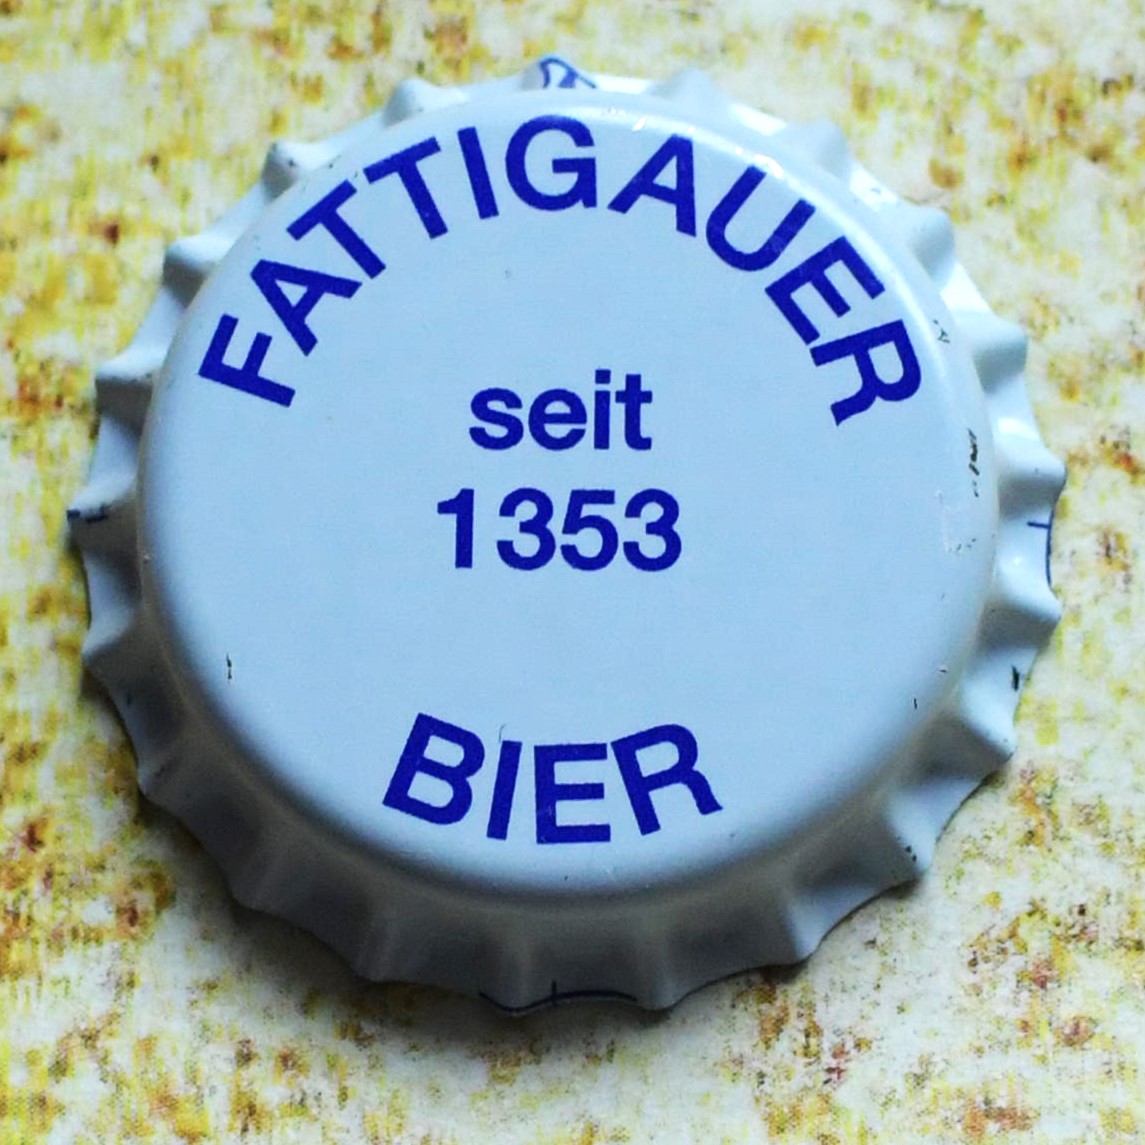 FATTIGAUER
seit
1353
BIER